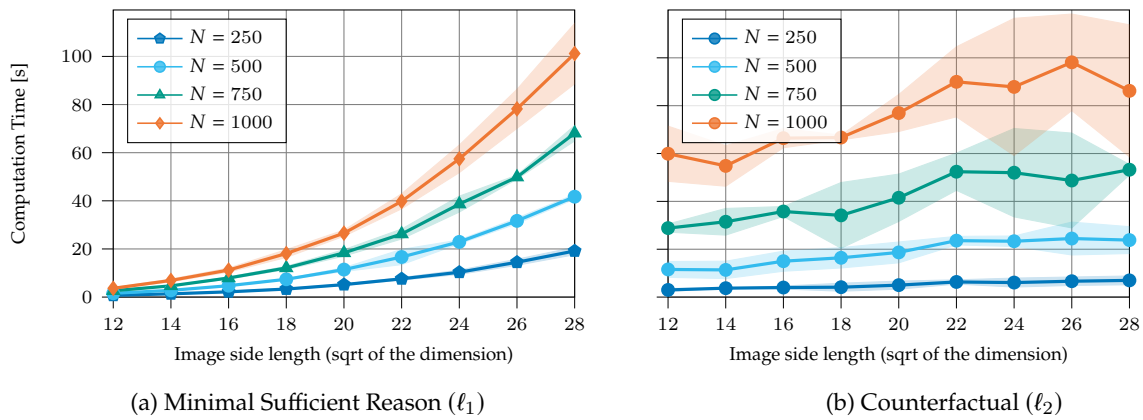 N = 250
N = 500
N = 750
N = 1000
Computation Time [s]
100
80
60
40
20
0
12 14 16 18 20 22 24 26 28
Image side length (sqrt of the dimension)
(a) Minimal Sufficient Reason (ℓ1)
N = 250
N = 500
N = 750
N = 1000
12 14 16 18 20 22 24 26 28
Image side length (sqrt of the dimension)
(b) Counterfactual (ℓ2)